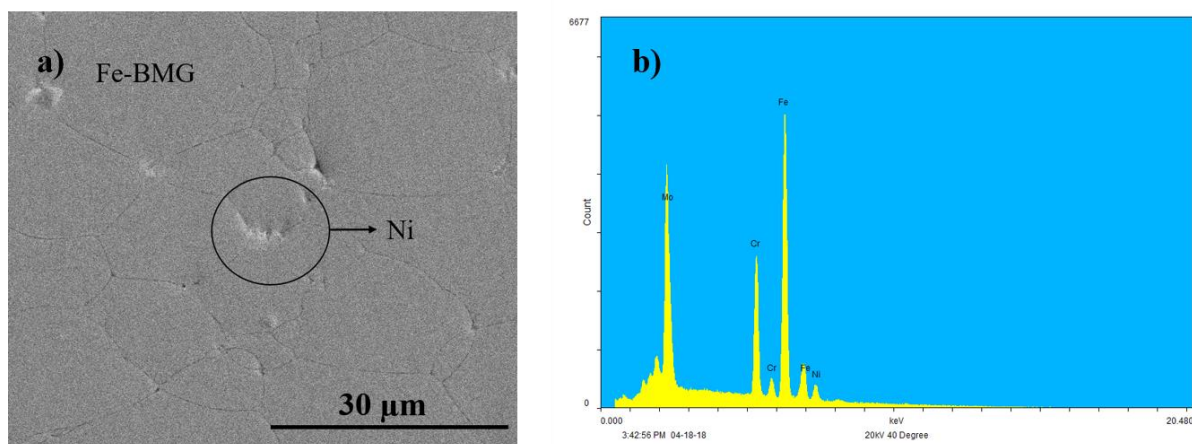 a)
Fe-BMG
Ni
30 µm
6677
b)
Fe
Mo
Count
Cr
Cr
Fe
Ni
0
0.000
keV
20.480
3:42:56 PM 04-18-18
20kV 40 Degree